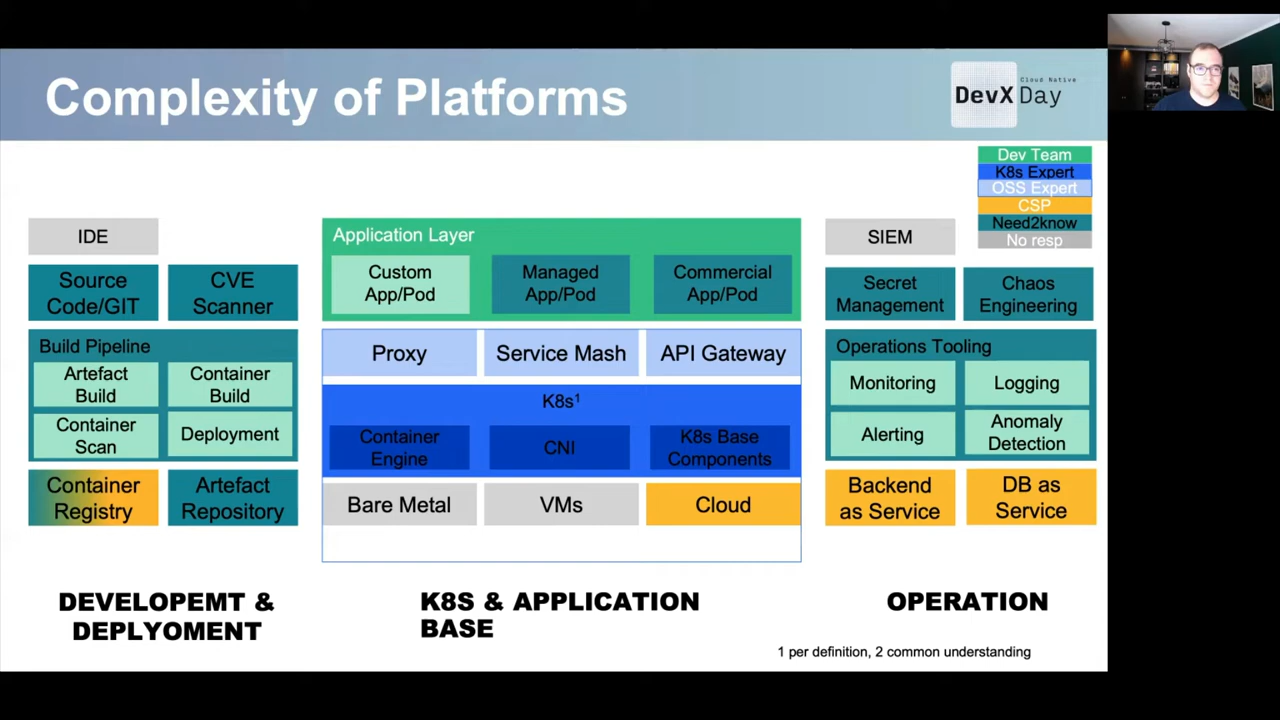 Complexity of Platforms
Cloud Native
DevX Day
Dev Team
K8s Expert
OSS Expert
CSP
Need2know
No resp
IDE
Source
Code/GIT
CVE
Scanner
Build Pipeline
Artefact
Build
Container
Build
Container
Scan
Deployment
Container
Registry
Artefact
Repository
Application Layer
Custom
App/Pod
Managed
App/Pod
Commercial
App/Pod
Proxy
Service Mash
API Gateway
K8s¹
Container
Engine
CNI
K8s Base
Components
Bare Metal
VMs
Cloud
SIEM
Secret
Management
Chaos
Engineering
Operations Tooling
Monitoring
Logging
Alerting
Anomaly
Detection
Backend
as Service
DB as
Service
DEVELOPEMT &
DEPLYOMENT
K8S & APPLICATION
BASE
OPERATION
1 per definition, 2 common understanding